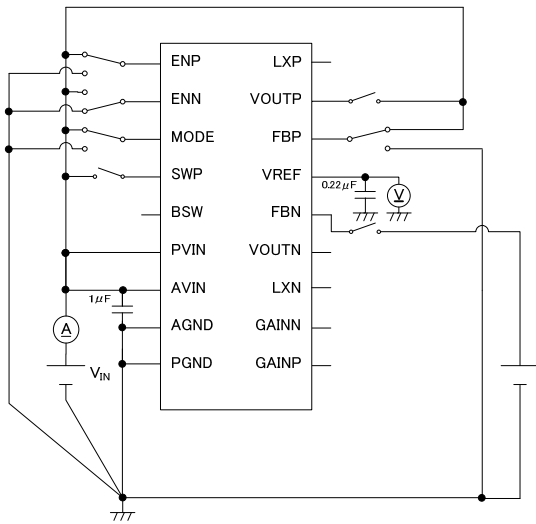 ENP
LXP
ENN
VOUTP
MODE
FBP
SWP
VREF
0.22μF
V
BSW
FBN
PVIN
VOUTN
AVIN
LXN
1μF
AGND
GAINN
A
PGND
GAINP
VIN